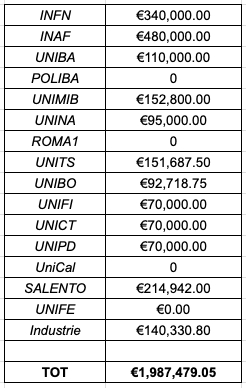 INFN €340,000.00
INAF €480,000.00
UNIBA €110,000.00
POLIBA 0
UNIMIB €152,800.00
UNINA €95,000.00
ROMA1 0
UNITS €151,687.50
UNIBO €92,718.75
UNIFI €70,000.00
UNICT €70,000.00
UNIPD €70,000.00
UniCal 0
SALENTO €214,942.00
UNIFE €0.00
Industrie €140,330.80
TOT €1,987,479.05